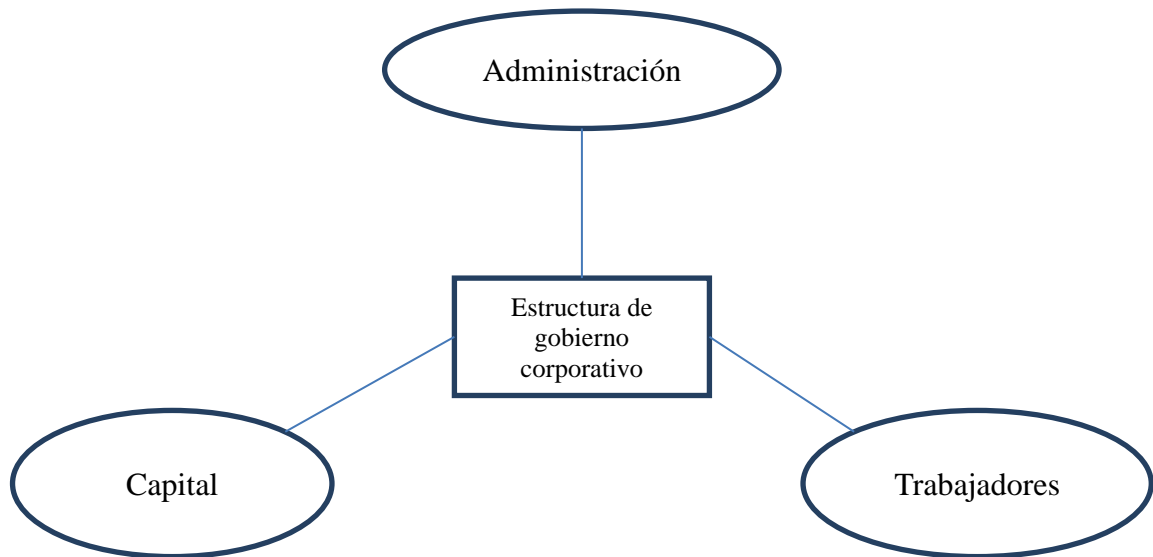 Administración
Estructura de
gobierno
corporativo
Capital
Trabajadores